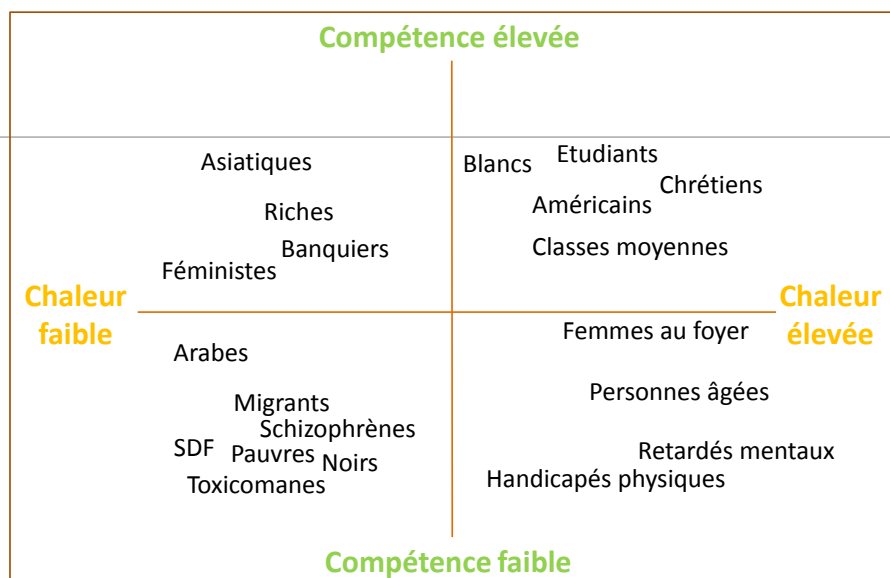 Compétence élevée
Asiatiques
Blancs
Etudiants
Chrétiens
Riches
Américains
Banquiers
Classes moyennes
Féministes
Chaleur
faible
Chaleur
élevée
Femmes au foyer
Arabes
Personnes âgées
Migrants
Schizophrènes
SDF
Pauvres
Noirs
Retardés mentaux
Toxicomanes
Handicapés physiques
Compétence faible